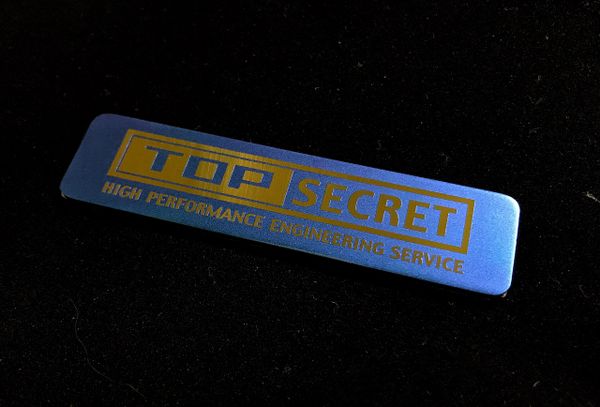 TOP SECRET
HIGH PERFORMANCE ENGINEERING SERVICE